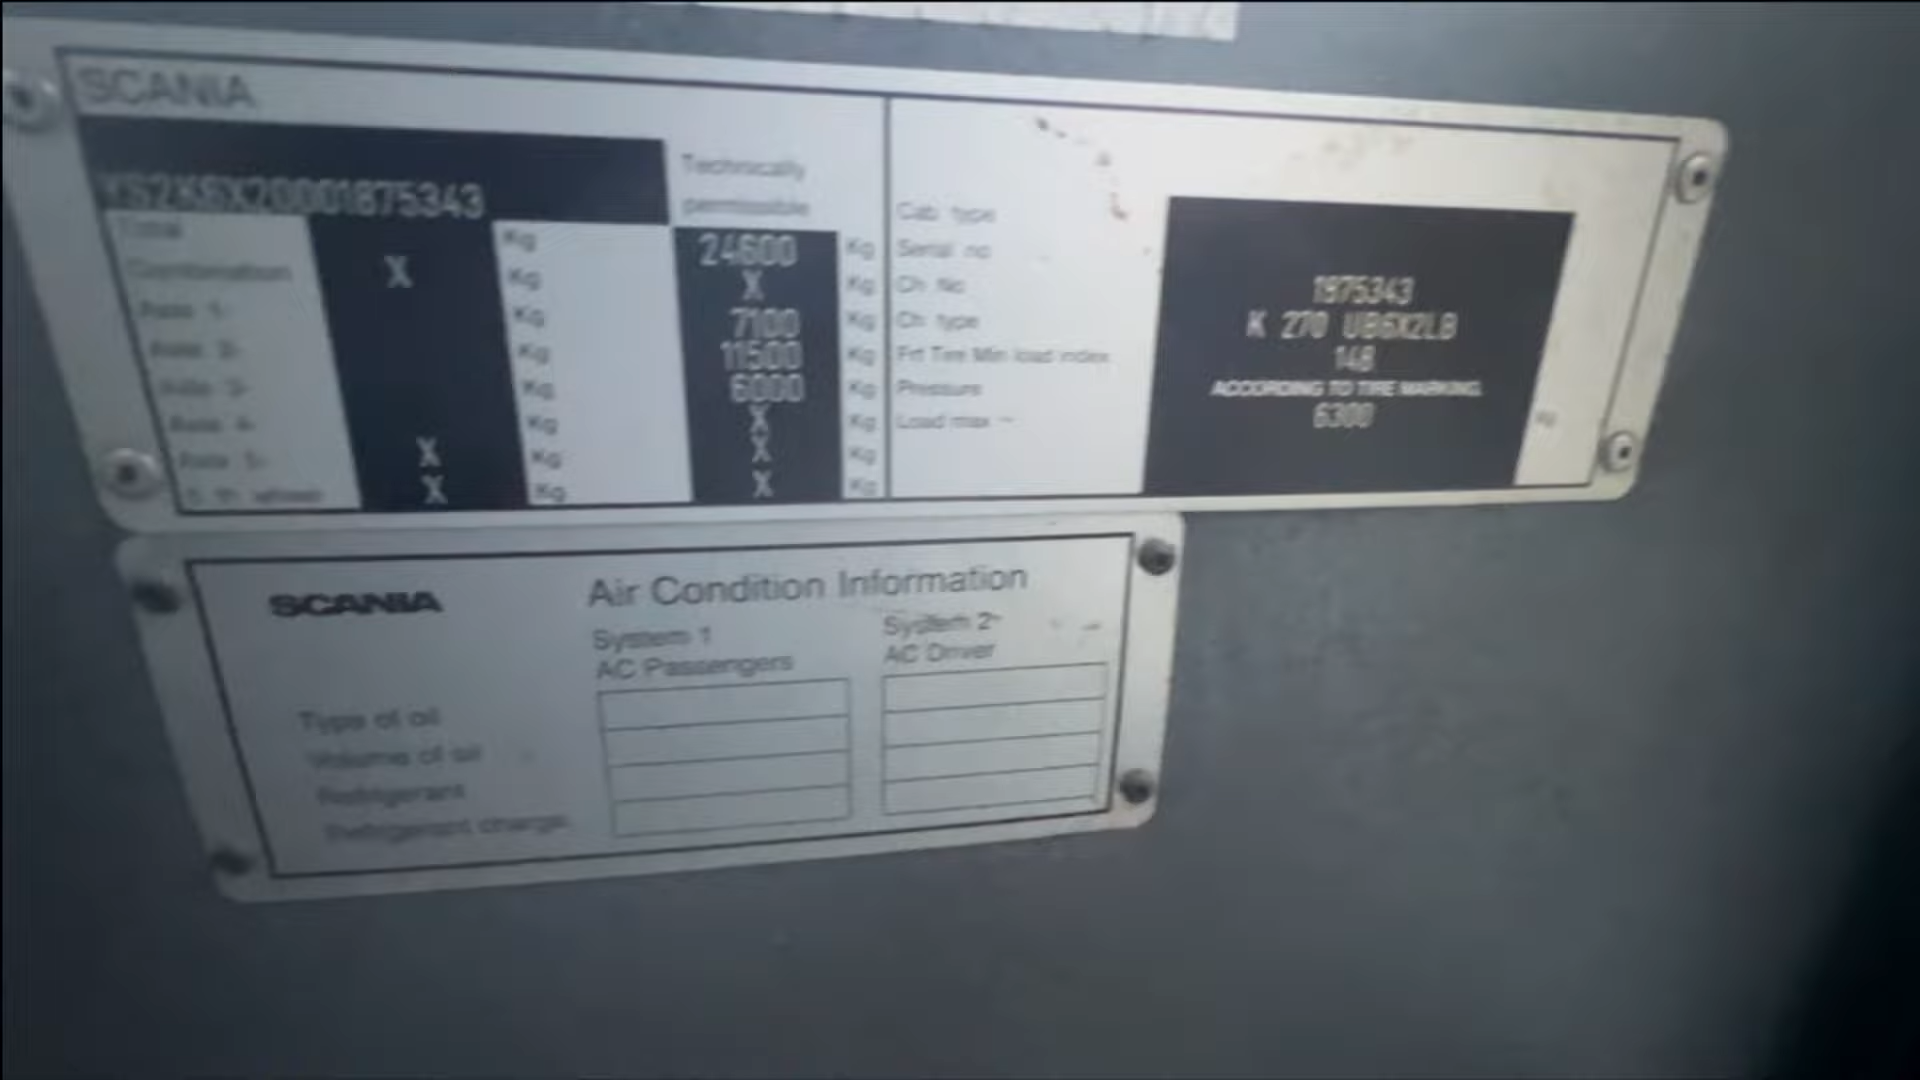 SCANIA
YS2K6X20001875343
Technically
permissible
Total Kg 24600 Kg
Combination X Kg X Kg
Axle 1- Kg 7100 Kg
Axle 2- Kg 11500 Kg
Axle 3- Kg 6000 Kg
Axle 4- Kg X Kg
Axle 5- X Kg X Kg
5 th wheel X Kg X Kg
Cab type
Serial no
Ch No 1875343
Ch type K 270 UB6X2LB
Frt Tire Min load index 148
Pressure ACCORDING TO TIRE MARKING
Load max ~ 6300 Kg
SCANIA
Air Condition Information
System 1
AC Passengers
System 2
AC Driver
Type of oil
Volume of oil
Refrigerant
Refrigerant charge